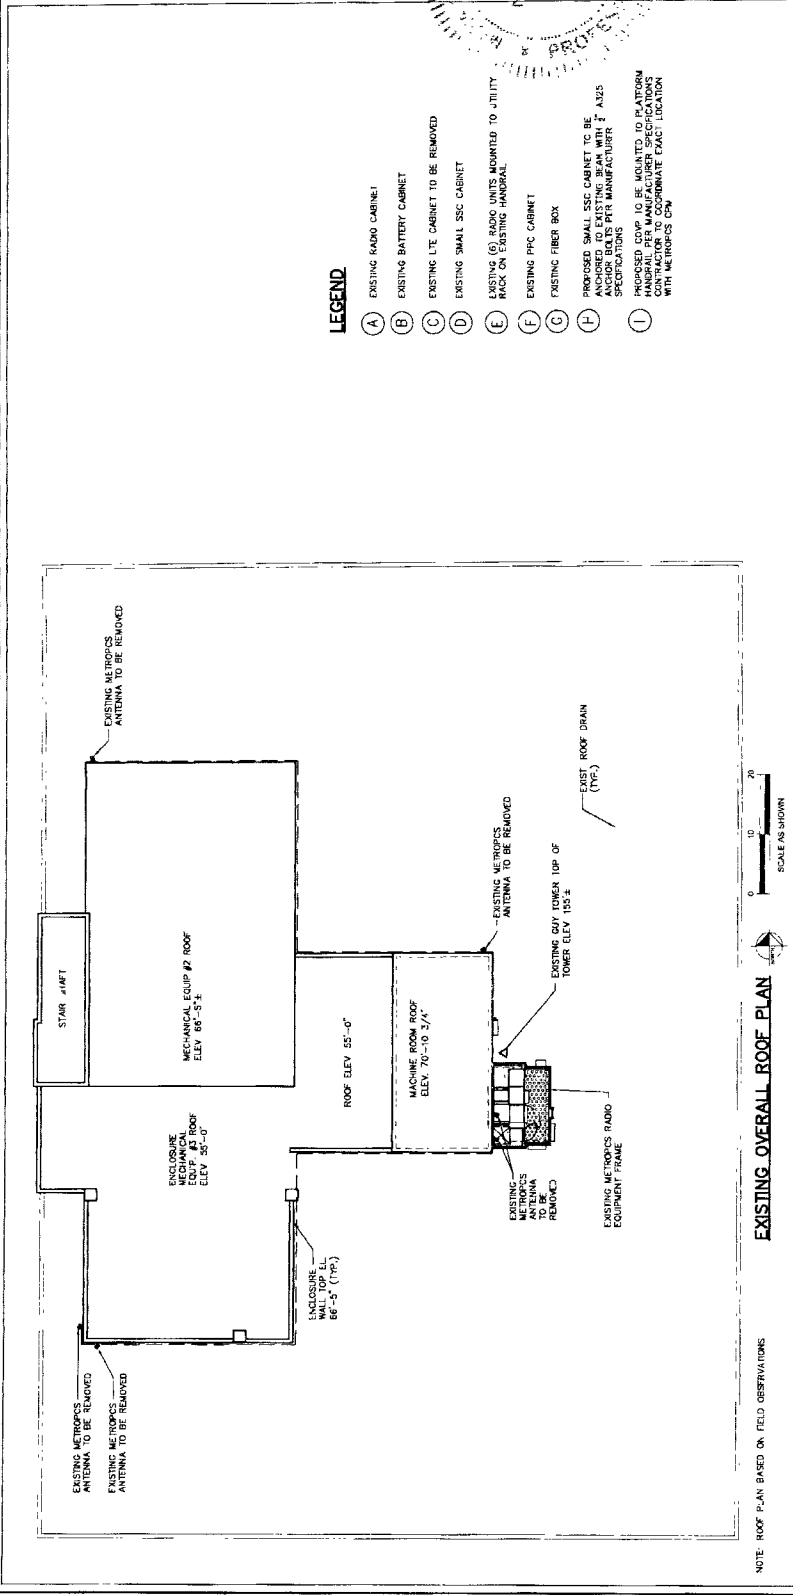 PROFES
LEGEND
A EXISTING RADIO CABINET
B EXISTING BATTERY CABINET
C EXISTING LTE CABINET TO BE REMOVED
D EXISTING SMALL SSC CABINET
E EXISTING (6) RADIO UNITS MOUNTED TO UTILITY
RACK ON EXISTING HANDRAIL
F EXISTING PPC CABINET
G EXISTING FIBER BOX
H PROPOSED SMALL SSC CABINET TO BE
ANCHORED TO EXISTING BEAM WITH A325
ANCHOR BOLTS PER MANUFACTURER
SPECIFICATIONS
I PROPOSED COVP TO BE MOUNTED TO PLATFORM
HANDRAIL PER MANUFACTURER SPECIFICATIONS
CONTRACTOR TO COORDINATE EXACT LOCATION
WITH METROPCS CPM
EXISTING METROPCS
ANTENNA TO BE REMOVED
STAIR
MECHANICAL EQUIP #2 ROOF
ELEV 66'-5"±
ENCLOSURE
MECHANICAL
EQUIP. #3 ROOF
ELEV 55'-0"
EXISTING METROPCS
ANTENNA TO BE REMOVED
EXISTING METROPCS
ANTENNA TO BE REMOVED
ROOF ELEV 55'-0"
MACHINE ROOM ROOF
ELEV. 70'-10 3/4"
ENCLOSURE
WALL TOP EL.
66'-5" (TYP.)
EXISTING METROPCS
ANTENNA TO BE REMOVED
EXISTING GUY TOWER TOP OF
TOWER ELEV 155'±
EXIST ROOF DRAIN
(TYP.)
EXISTING
METROPCS
ANTENNA
TO BE
REMOVED
EXISTING METROPCS RADIO
EQUIPMENT FRAME
NOTE: ROOF PLAN BASED ON FIELD OBSERVATIONS
EXISTING OVERALL ROOF PLAN
NORTH
0 10 20
SCALE AS SHOWN